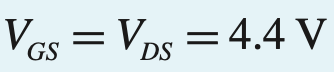 V_GS = V_DS = 4.4 V